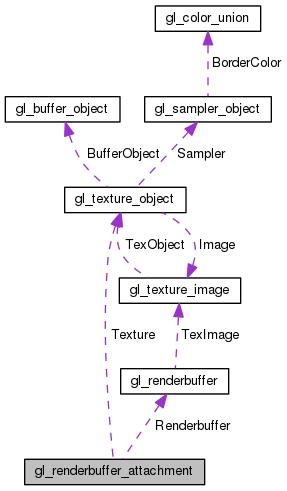 gl_color_union
BorderColor
gl_buffer_object
gl_sampler_object
BufferObject
Sampler
gl_texture_object
TexObject
Image
gl_texture_image
Texture
TexImage
gl_renderbuffer
Renderbuffer
gl_renderbuffer_attachment